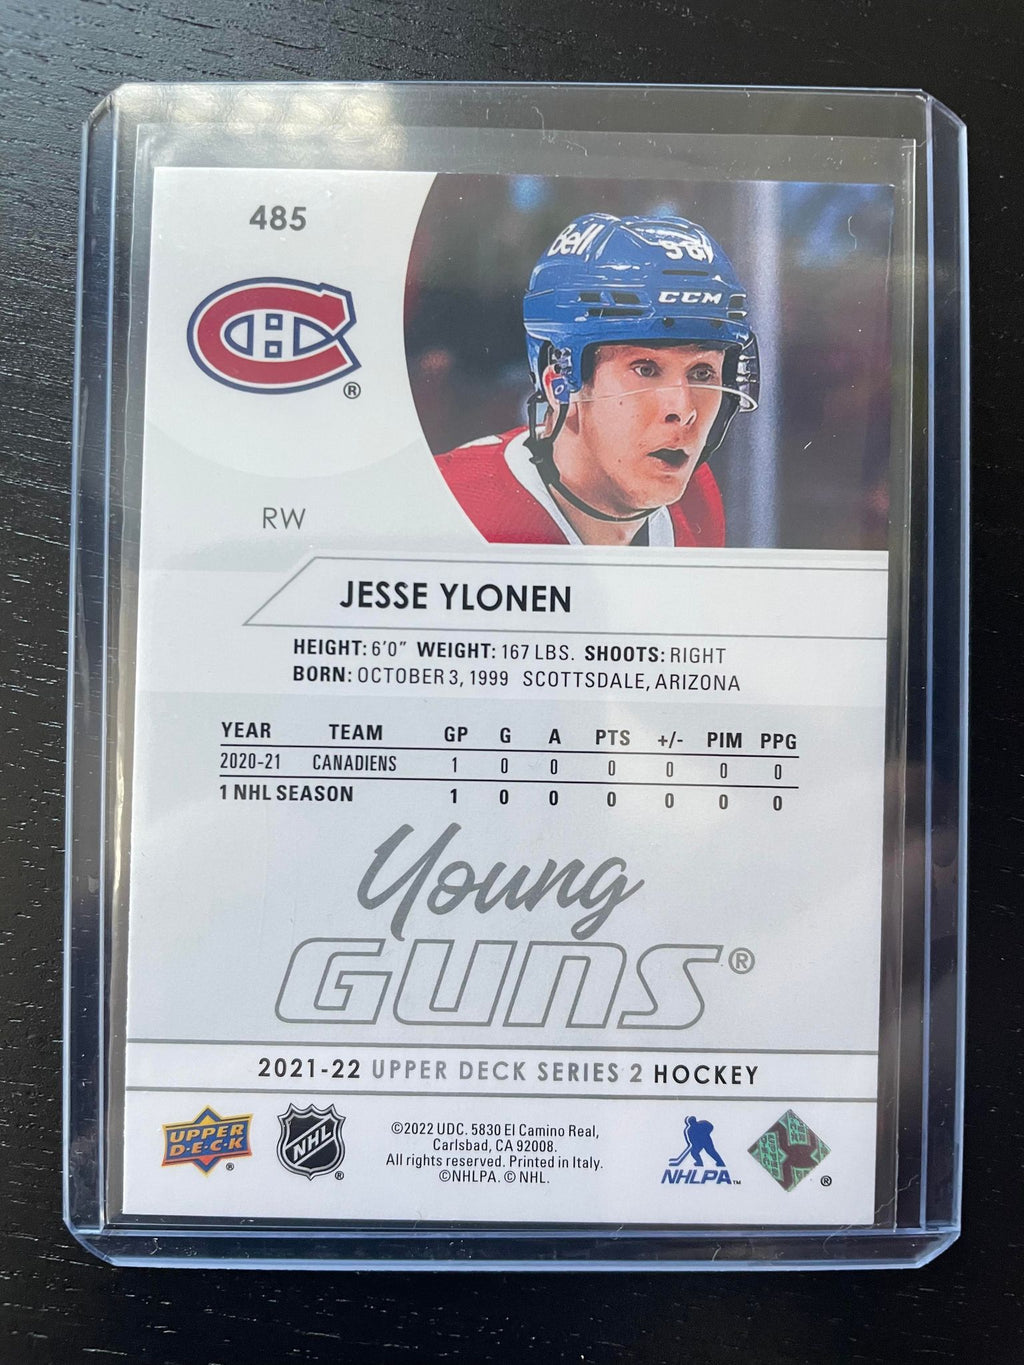 485
Bell
CCM
®
RW
JESSE YLONEN
HEIGHT: 6'0" WEIGHT: 167 LBS. SHOOTS: RIGHT
BORN: OCTOBER 3, 1999 SCOTTSDALE, ARIZONA
YEAR TEAM GP G A PTS +/- PIM PPG
2020-21 CANADIENS 1 0 0 0 0 0 0
1 NHL SEASON 1 0 0 0 0 0 0
Young
GUNS®
2021-22 UPPER DECK SERIES 2 HOCKEY
UPPER
D·E·C·K
®
NHL
®
©2022 UDC. 5830 El Camino Real,
Carlsbad, CA 92008.
All rights reserved. Printed in Italy.
©NHLPA. © NHL.
NHLPA™
®